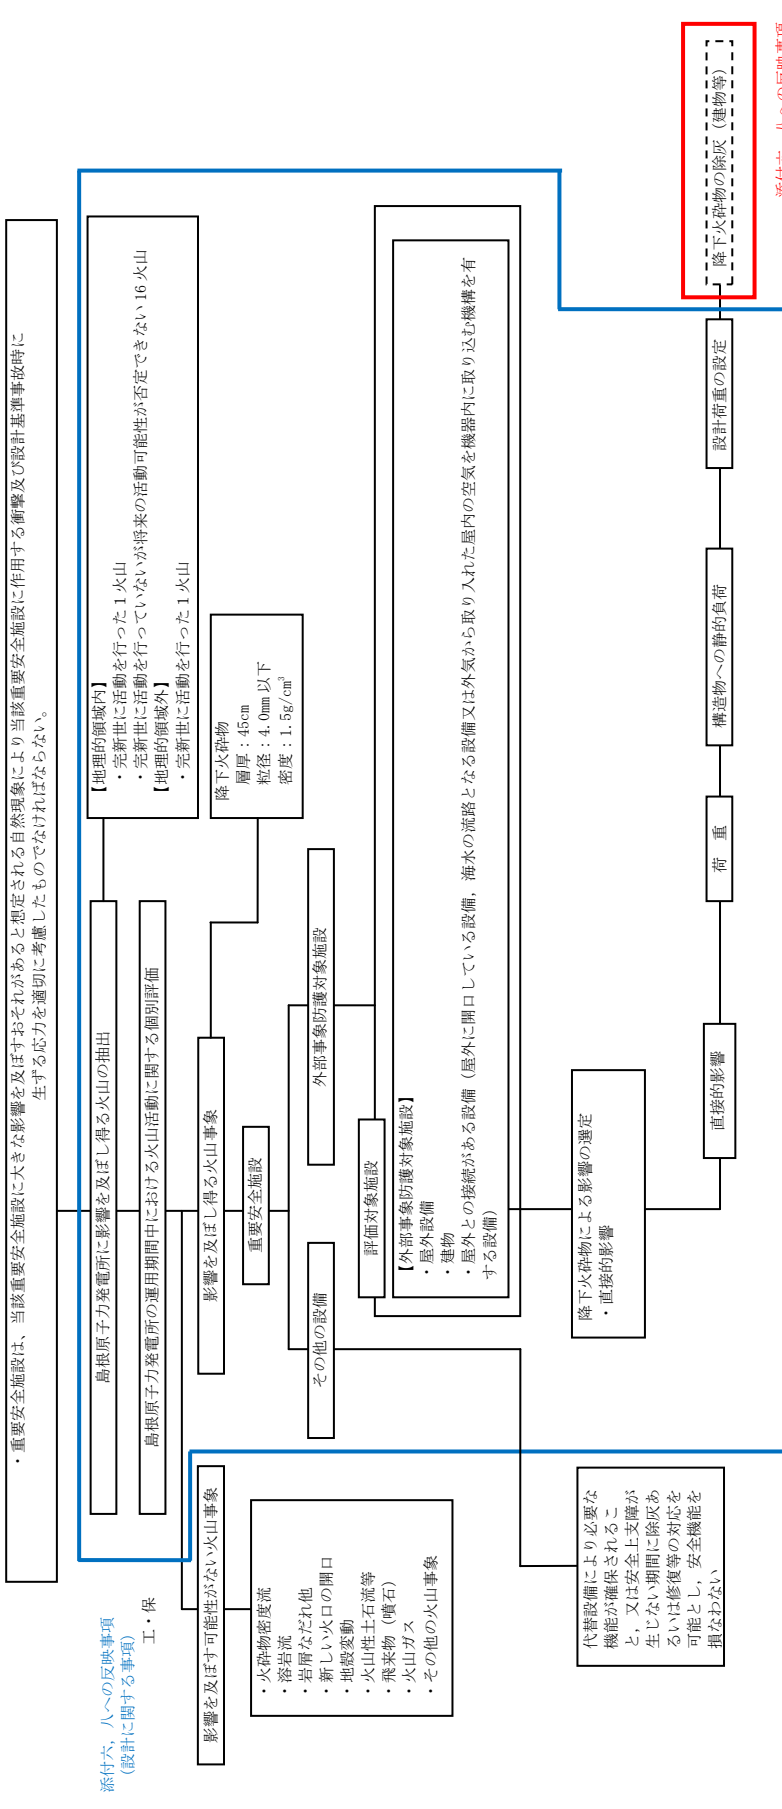 ・重要安全施設は、当該重要安全施設に大きな影響を及ぼすおそれがあると想定される自然現象により当該重要安全施設に作用する衝撃及び設計基準事故時に
生ずる応力を適切に考慮したものでなければならない。
添付六，八への反映事項
（設計に関する事項）
工・保
島根原子力発電所に影響を及ぼし得る火山の抽出
【地理的領域内】
・完新世に活動を行った１火山
・完新世に活動を行っていないが将来の活動可能性が否定できない 16 火山
【地理的領域外】
・完新世に活動を行った１火山
島根原子力発電所の運用期間中における火山活動に関する個別評価
影響を及ぼす可能性がない火山事象
・火砕物密度流
・溶岩流
・岩屑なだれ他
・新しい火口の開口
・地殻変動
・火山性土石流等
・飛来物（噴石）
・火山ガス
・その他の火山事象
影響を及ぼし得る火山事象
降下火砕物
層厚：45cm
粒径：4.0mm 以下
密度：1.5g/cm³
重要安全施設
その他の設備
外部事象防護対象施設
評価対象施設
【外部事象防護対象施設】
・屋外設備
・建物
・屋外との接続がある設備（屋外に開口している設備，海水の流路となる設備又は外気から取り入れた屋内の空気を機器内に取り込む機構を有
する設備）
代替設備により必要な
機能が確保されるこ
と，又は安全上支障が
生じない期間に除灰あ
るいは修復等の対応を
可能とし，安全機能を
損なわない
降下火砕物による影響の選定
・直接的影響
直接的影響
荷　重
構造物への静的負荷
設計荷重の設定
降下火砕物の除灰（建物等）